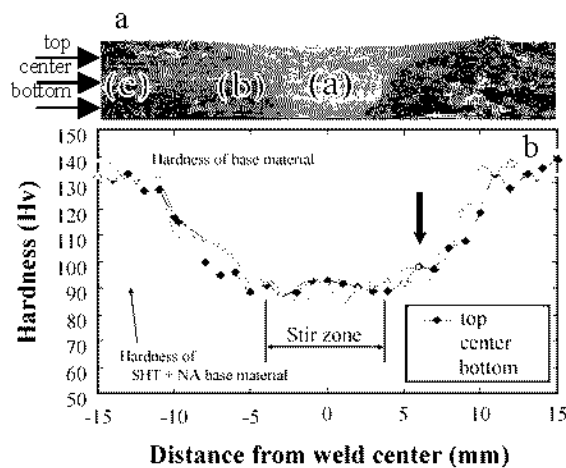 a
top
center
bottom
(c)
(b)
(a)
b
150
140
130
120
110
100
90
80
70
60
50
Hardness (Hv)
Hardness of base material
Stir zone
Hardness of
SHT + NA base material
top
center
bottom
-15
-10
-5
0
5
10
15
Distance from weld center (mm)